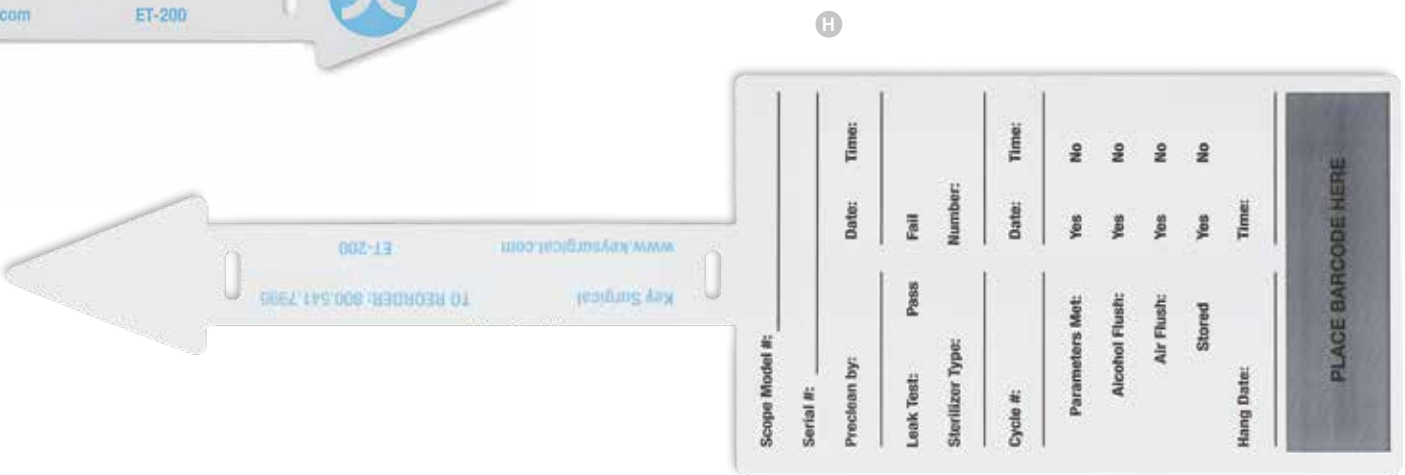 com ET-200
H
Key Surgical TO REORDER: 800.541.7995
www.keysurgical.com ET-200
Scope Model #:
Serial #:
Preclean by: Date: Time:
Leak Test: Pass Fail
Sterilizer Type: Number:
Cycle #: Date: Time:
Parameters Met: Yes No
Alcohol Flush: Yes No
Air Flush: Yes No
Stored Yes No
Hang Date: Time:
PLACE BARCODE HERE